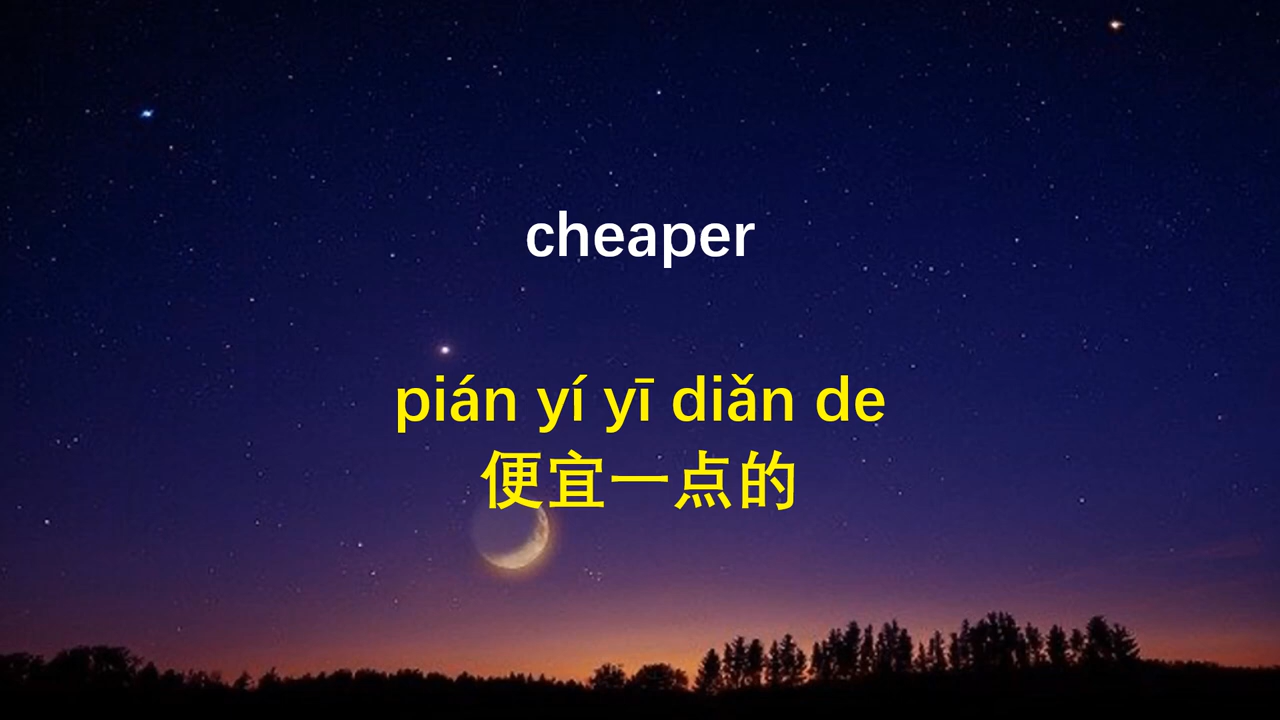 cheaper
pián yí yī diǎn de
便宜一点的